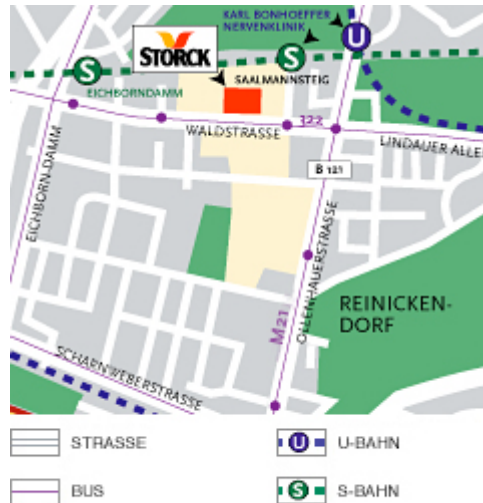 KARL BONHOEFFER
NERVENKLINIK
U
STORCK
S
S
SAALMANNSTEIG
EICHBORNDAMM
122
WALDSTRASSE
LINDAUER ALLEE
B 121
EICHBORN-DAMM
OLLENHAUERSTRASSE
M21
REINICKEN-
DORF
SCHARNWEBERSTRASSE
STRASSE
U U-BAHN
BUS
S S-BAHN